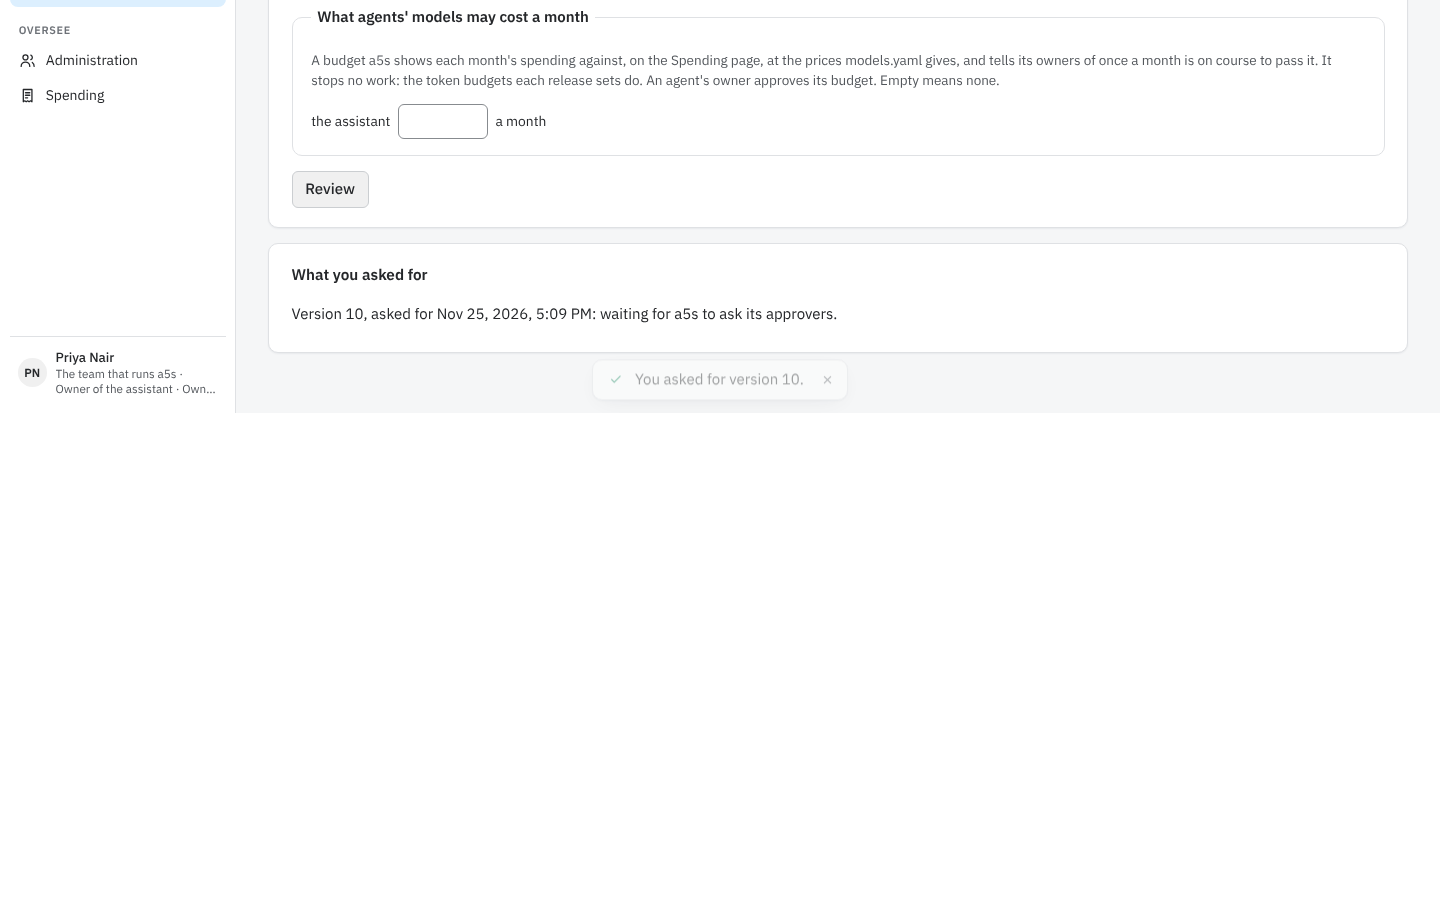 What agents' models may cost a month
OVERSEE
Administration
Spending
A budget a5s shows each month's spending against, on the Spending page, at the prices models.yaml gives, and tells its owners of once a month is on course to pass it. It
stops no work: the token budgets each release sets do. An agent's owner approves its budget. Empty means none.
the assistant a month
Review
What you asked for
Version 10, asked for Nov 25, 2026, 5:09 PM: waiting for a5s to ask its approvers.
PN
Priya Nair
The team that runs a5s ·
Owner of the assistant · Own…
You asked for version 10.